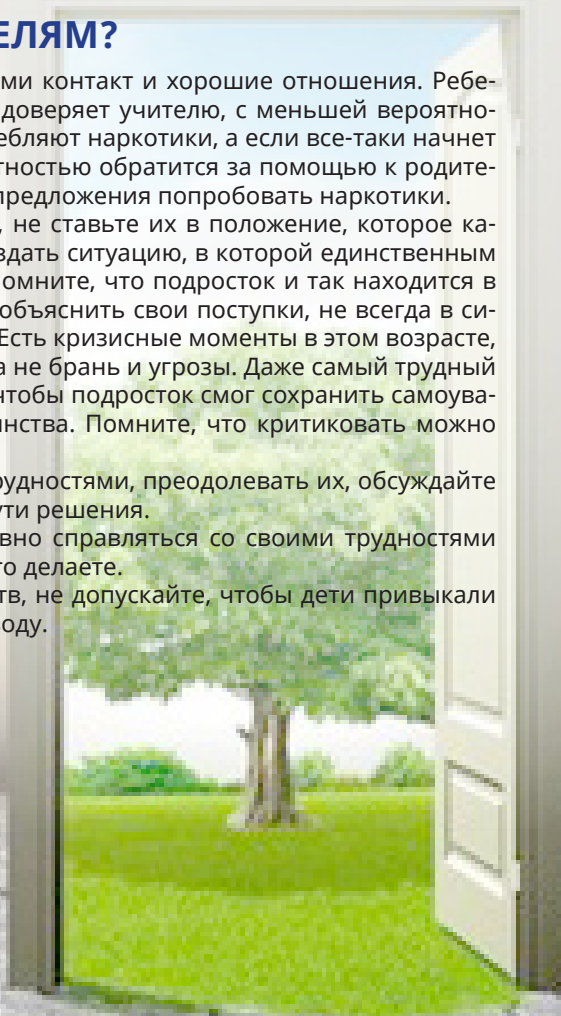 ЕЛЯМ?
ми контакт и хорошие отношения. Ребе-
доверяет учителю, с меньшей вероятно-
ебляют наркотики, а если все-таки начнет
тностью обратится за помощью к родите-
предложения попробовать наркотики.
, не ставьте их в положение, которое ка-
здать ситуацию, в которой единственным
омните, что подросток и так находится в
объяснить свои поступки, не всегда в си-
Есть кризисные моменты в этом возрасте,
а не брань и угрозы. Даже самый трудный
чтобы подросток смог сохранить самоува-
инства. Помните, что критиковать можно
рудностями, преодолевать их, обсуждайте
ути решения.
вно справляться со своими трудностями
то делаете.
тв, не допускайте, чтобы дети привыкали
оду.